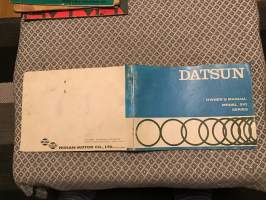 DATSUN
OWNER'S MANUAL
MODEL 510
SERIES
NISSAN MOTOR CO., LTD.